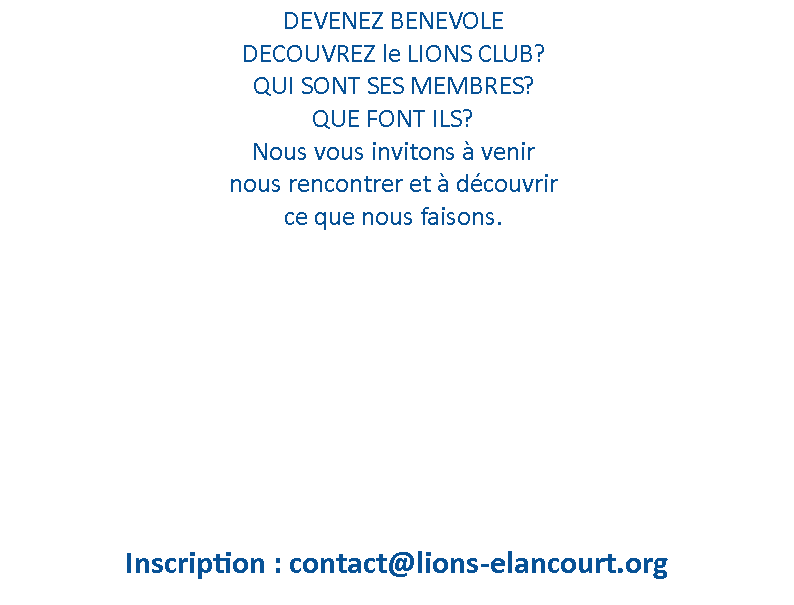 DEVENEZ BENEVOLE
DECOUVREZ le LIONS CLUB?
QUI SONT SES MEMBRES?
QUE FONT ILS?
Nous vous invitons à venir
nous rencontrer et à découvrir
ce que nous faisons.
Inscription : contact@lions-elancourt.org